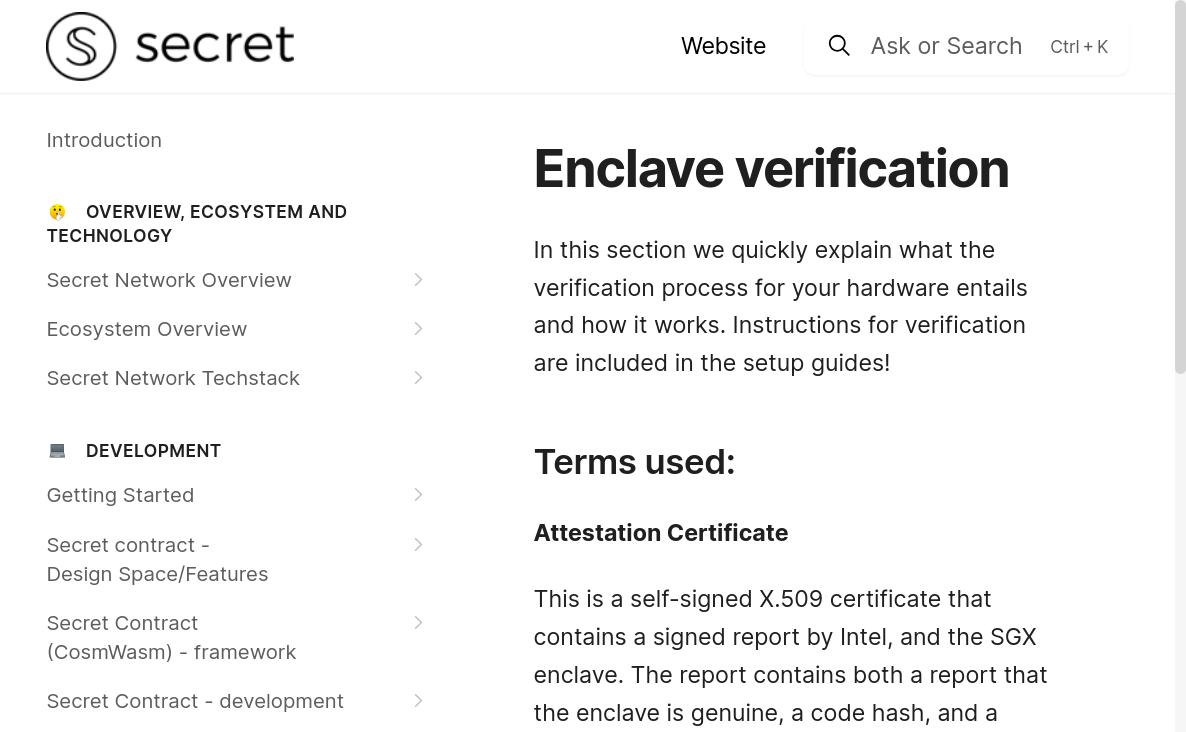 secret
Website
Ask or Search
Ctrl + K
Introduction
OVERVIEW, ECOSYSTEM AND
TECHNOLOGY
Secret Network Overview
Ecosystem Overview
Secret Network Techstack
DEVELOPMENT
Getting Started
Secret contract -
Design Space/Features
Secret Contract
(CosmWasm) - framework
Secret Contract - development
Enclave verification
In this section we quickly explain what the
verification process for your hardware entails
and how it works. Instructions for verification
are included in the setup guides!
Terms used:
Attestation Certificate
This is a self-signed X.509 certificate that
contains a signed report by Intel, and the SGX
enclave. The report contains both a report that
the enclave is genuine, a code hash, and a